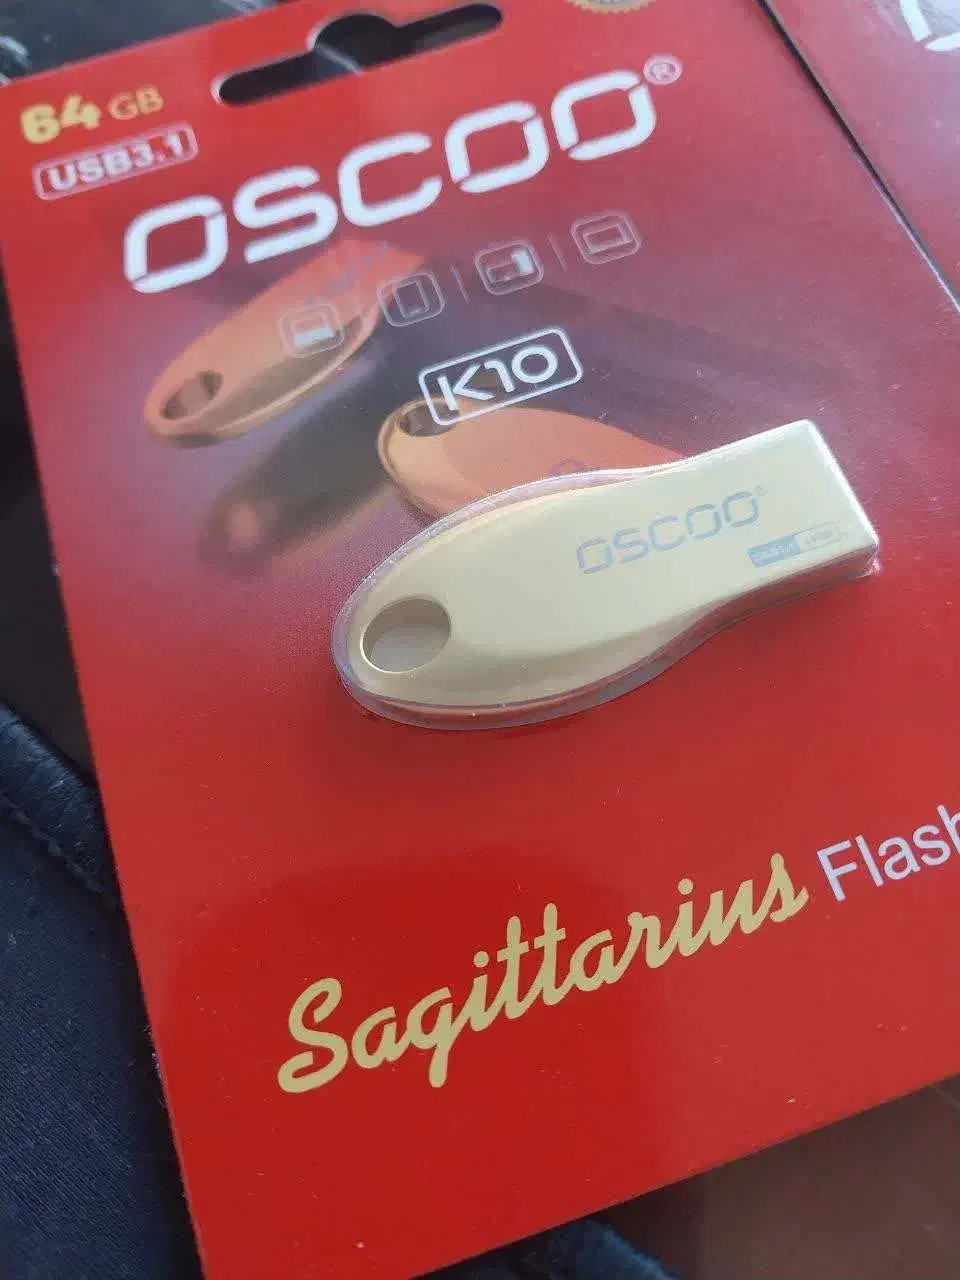 64 GB
USB3.1
OSCOO®
K10
OSCOO®
Sagittarius Flash